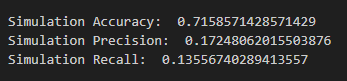 Simulation Accuracy:  0.7158571428571429
Simulation Precision:  0.17248062015503876
Simulation Recall:  0.13556740289413557